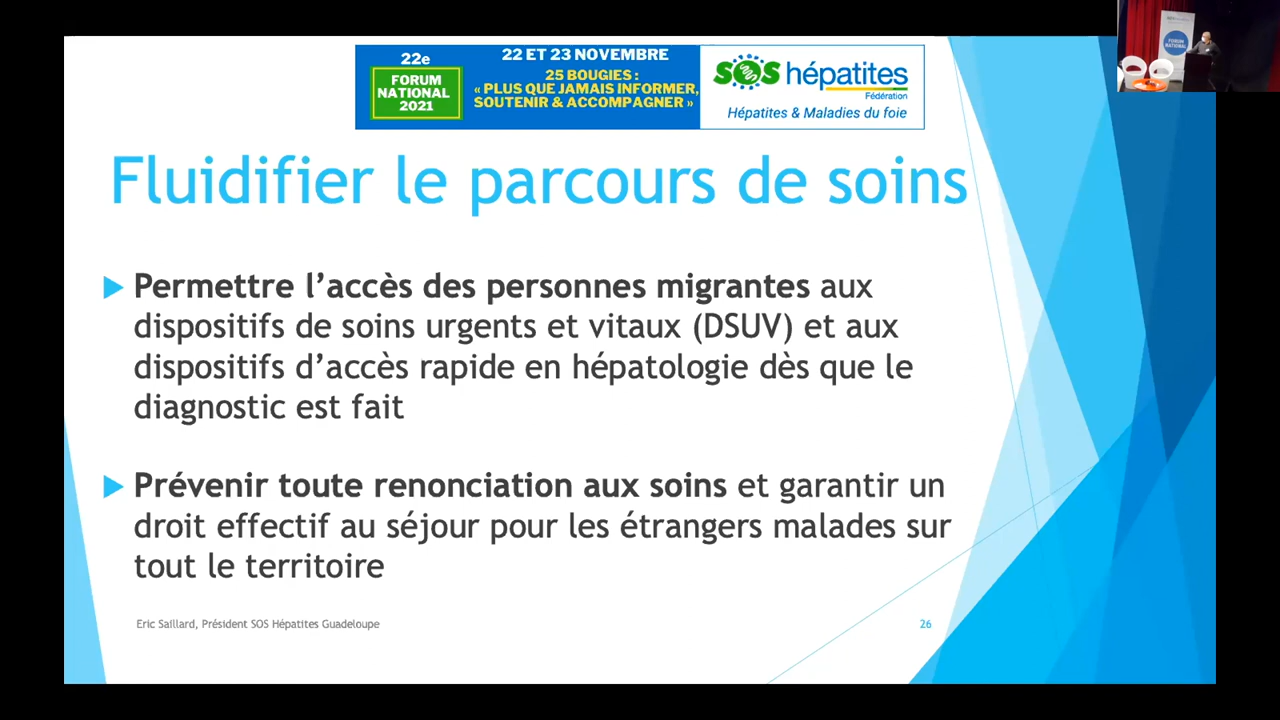 22e
FORUM
NATIONAL
2021
22 ET 23 NOVEMBRE
25 BOUGIES :
« PLUS QUE JAMAIS INFORMER,
SOUTENIR & ACCOMPAGNER »
SOS hépatites
Fédération
Hépatites & Maladies du foie
FORUM
NATIONAL
Fluidifier le parcours de soins
Permettre l’accès des personnes migrantes aux
dispositifs de soins urgents et vitaux (DSUV) et aux
dispositifs d’accès rapide en hépatologie dès que le
diagnostic est fait
Prévenir toute renonciation aux soins et garantir un
droit effectif au séjour pour les étrangers malades sur
tout le territoire
Eric Saillard, Président SOS Hépatites Guadeloupe
26